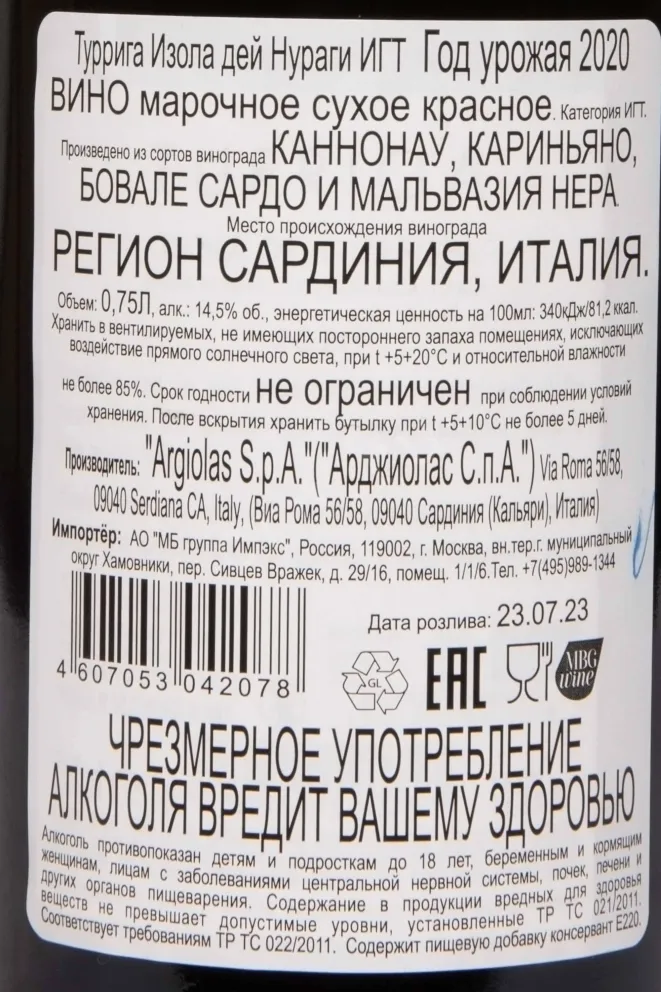 Туррига Изола дей Нураги ИГТ Год урожая 2020
ВИНО марочное сухое красное. Категория ИГТ.
Произведено из сортов винограда КАННОНАУ, КАРИНЬЯНО,
БОВАЛЕ САРДО И МАЛЬВАЗИЯ НЕРА
Место происхождения винограда
РЕГИОН САРДИНИЯ, ИТАЛИЯ.
Объем: 0,75Л, алк.: 14,5% об., энергетическая ценность на 100мл: 340кДж/81,2 ккал.
Хранить в вентилируемых, не имеющих постороннего запаха помещениях, исключающих
воздействие прямого солнечного света, при t +5+20°C и относительной влажности
не более 85%. Срок годности не ограничен при соблюдении условий
хранения. После вскрытия хранить бутылку при t +5+10°C не более 5 дней.
Производитель: "Argiolas S.p.A."("Арджиолас С.п.А.") Via Roma 56/58,
09040 Serdiana CA, Italy, (Виа Рома 56/58, 09040 Сардиния (Кальяри), Италия)
Импортёр: АО "МБ группа Импэкс", Россия, 119002, г. Москва, вн.тер.г. муниципальный
округ Хамовники, пер. Сивцев Вражек, д. 29/16, помещ. 1/1/6.Тел. +7(495)989-1344
Дата розлива: 23.07.23
4 607053 042078
GL
EAC
MBG
wine
ЧРЕЗМЕРНОЕ УПОТРЕБЛЕНИЕ
АЛКОГОЛЯ ВРЕДИТ ВАШЕМУ ЗДОРОВЬЮ
Алкоголь противопоказан детям и подросткам до 18 лет, беременным и кормящим
женщинам, лицам с заболеваниями центральной нервной системы, почек, печени и
других органов пищеварения. Содержание в продукции вредных для здоровья
веществ не превышает допустимые уровни, установленные ТР ТС 021/2011.
Соответствует требованиям ТР ТС 022/2011. Содержит пищевую добавку консервант Е220.